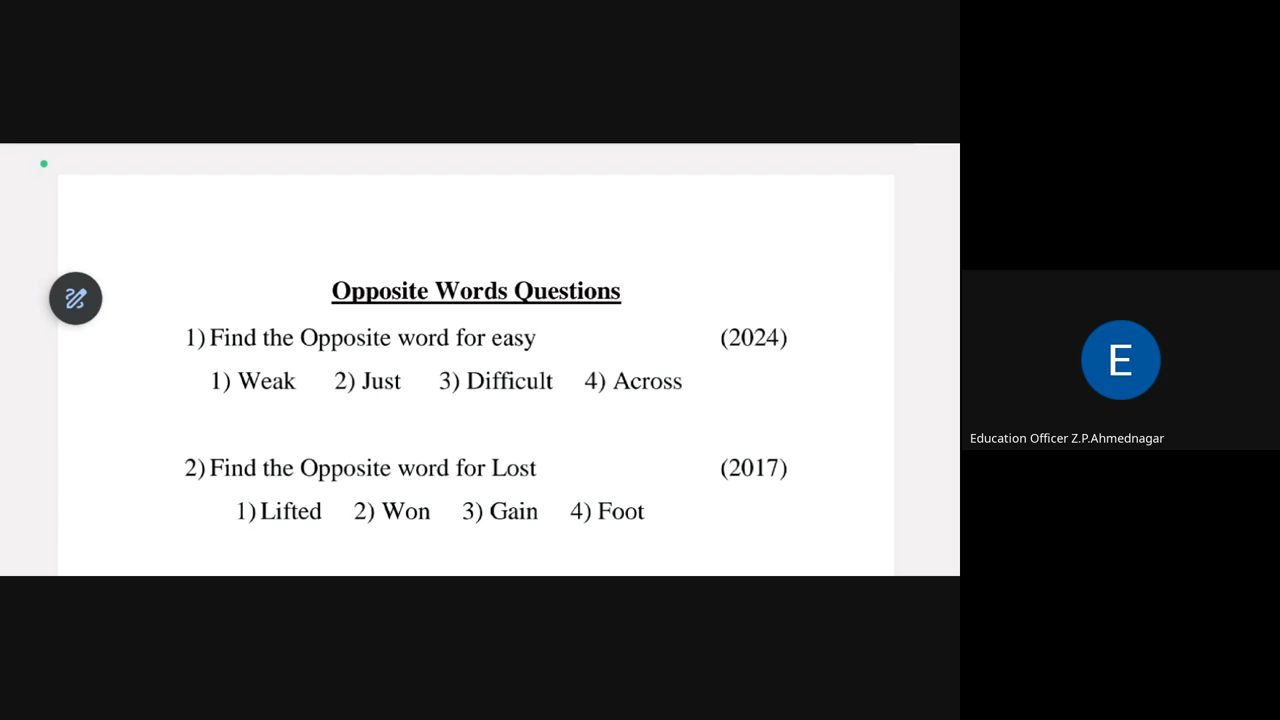 Opposite Words Questions
1) Find the Opposite word for easy (2024)
1) Weak 2) Just 3) Difficult 4) Across
2) Find the Opposite word for Lost (2017)
1) Lifted 2) Won 3) Gain 4) Foot
E
Education Officer Z.P.Ahmednagar